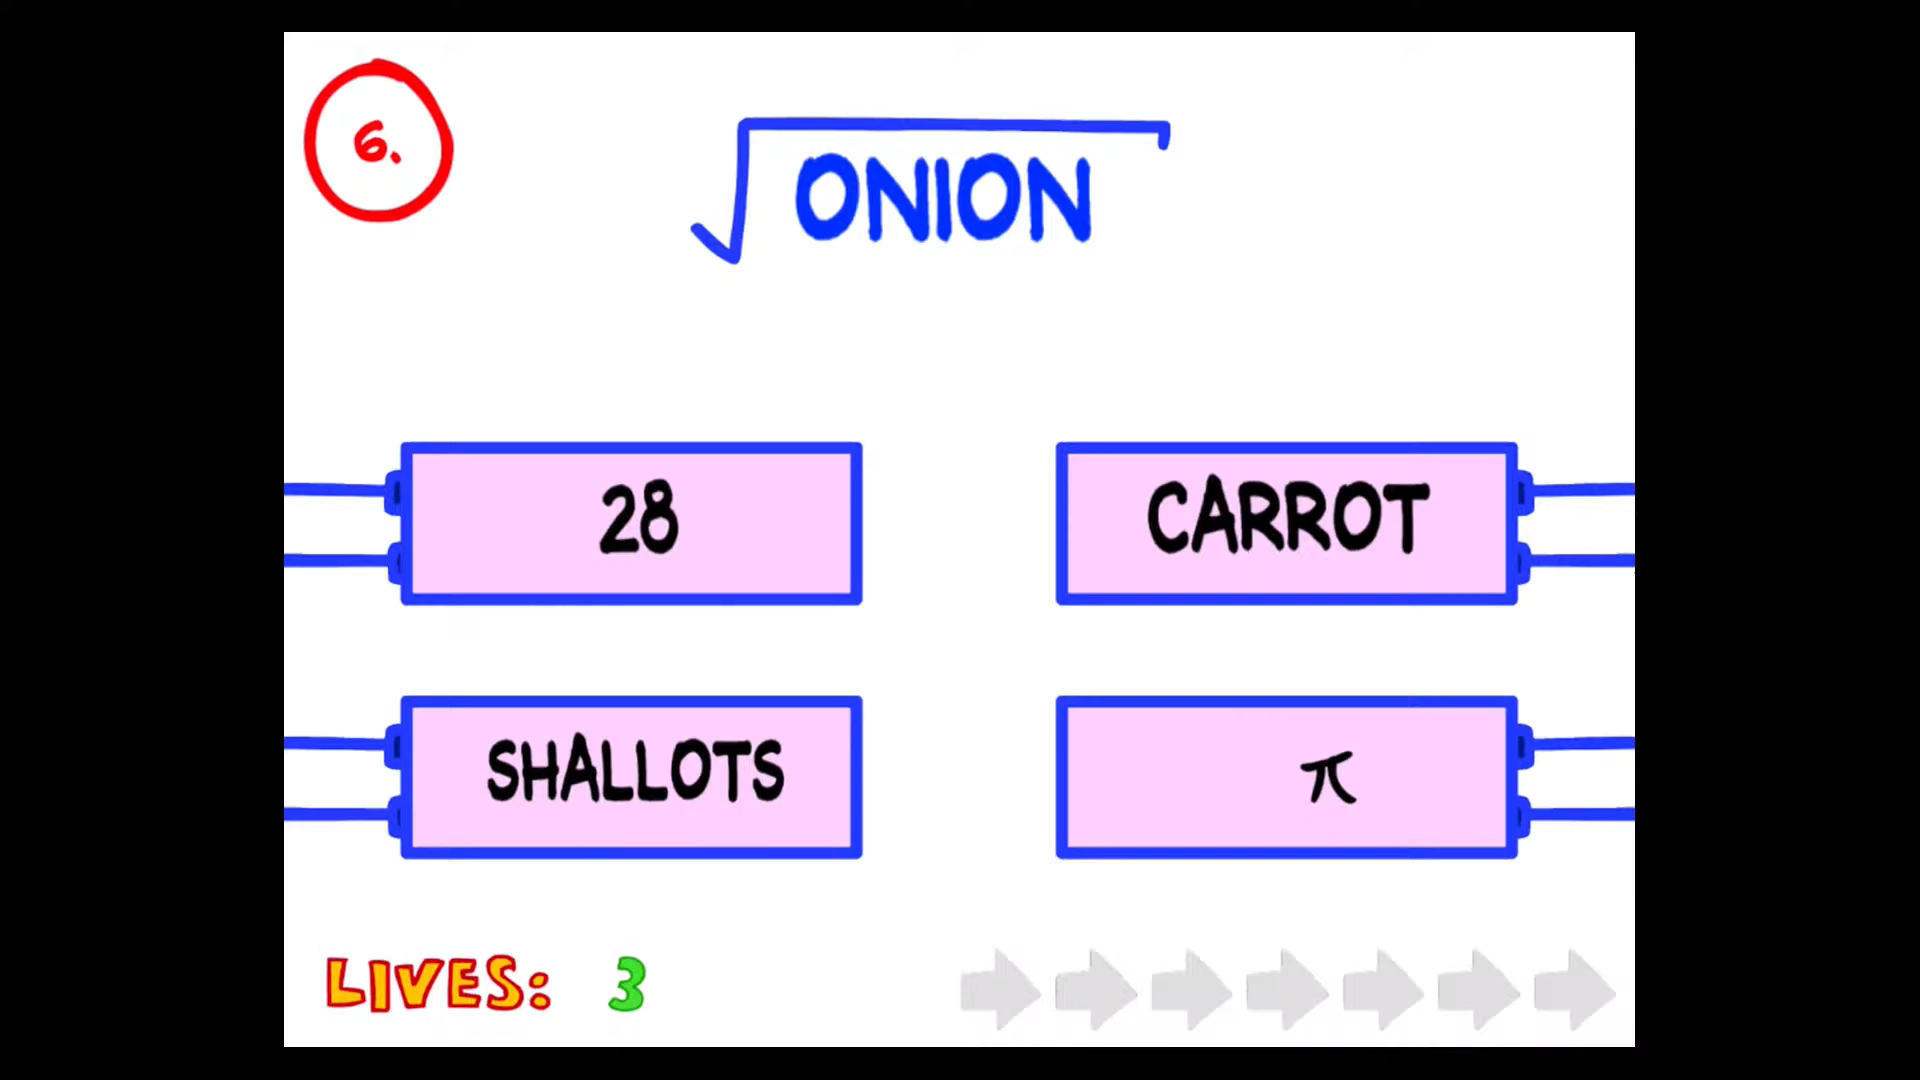 6.
√ONION
28
CARROT
SHALLOTS
π
LIVES: 3